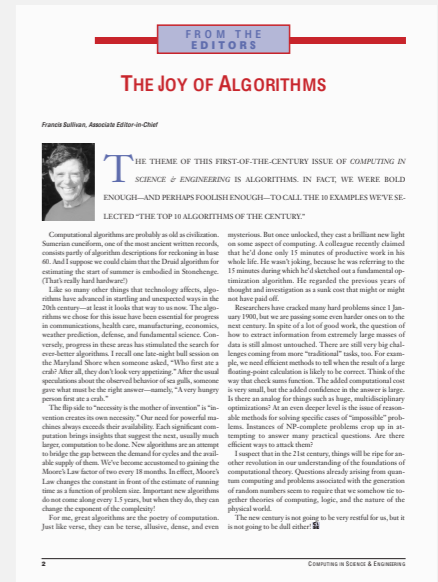 FROM THE
EDITORS
THE JOY OF ALGORITHMS
Francis Sullivan, Associate Editor-in-Chief
THE THEME OF THIS FIRST-OF-THE-CENTURY ISSUE OF COMPUTING IN
SCIENCE & ENGINEERING IS ALGORITHMS. IN FACT, WE WERE BOLD
ENOUGH—AND PERHAPS FOOLISH ENOUGH—TO CALL THE 10 EXAMPLES WE'VE SE-
LECTED "THE TOP 10 ALGORITHMS OF THE CENTURY."
Computational algorithms are probably as old as civilization.
Sumerian cuneiform, one of the most ancient written records,
consists partly of algorithm descriptions for reckoning in base
60. And I suppose we could claim that the Druid algorithm for
estimating the start of summer is embodied in Stonehenge.
(That's really hard hardware!)
Like so many other things that technology affects, algo-
rithms have advanced in startling and unexpected ways in the
20th century—at least it looks that way to us now. The algo-
rithms we chose for this issue have been essential for progress
in communications, health care, manufacturing, economics,
weather prediction, defense, and fundamental science. Con-
versely, progress in these areas has stimulated the search for
ever-better algorithms. I recall one late-night bull session on
the Maryland Shore when someone asked, "Who first ate a
crab? After all, they don't look very appetizing." After the usual
speculations about the observed behavior of sea gulls, someone
gave what must be the right answer—namely, "A very hungry
person first ate a crab."
The flip side to "necessity is the mother of invention" is "in-
vention creates its own necessity." Our need for powerful ma-
chines always exceeds their availability. Each significant com-
putation brings insights that suggest the next, usually much
larger, computation to be done. New algorithms are an attempt
to bridge the gap between the demand for cycles and the avail-
able supply of them. We've become accustomed to gaining the
Moore's Law factor of two every 18 months. In effect, Moore's
Law changes the constant in front of the estimate of running
time as a function of problem size. Important new algorithms
do not come along every 1.5 years, but when they do, they can
change the exponent of the complexity!
For me, great algorithms are the poetry of computation.
Just like verse, they can be terse, allusive, dense, and even
mysterious. But once unlocked, they cast a brilliant new light
on some aspect of computing. A colleague recently claimed
that he'd done only 15 minutes of productive work in his
whole life. He wasn't joking, because he was referring to the
15 minutes during which he'd sketched out a fundamental op-
timization algorithm. He regarded the previous years of
thought and investigation as a sunk cost that might or might
not have paid off.
Researchers have cracked many hard problems since 1 Jan-
uary 1900, but we are passing some even harder ones on to the
next century. In spite of a lot of good work, the question of
how to extract information from extremely large masses of
data is still almost untouched. There are still very big chal-
lenges coming from more "traditional" tasks, too. For exam-
ple, we need efficient methods to tell when the result of a large
floating-point calculation is likely to be correct. Think of the
way that check sums function. The added computational cost
is very small, but the added confidence in the answer is large.
Is there an analog for things such as huge, multidisciplinary
optimizations? At an even deeper level is the issue of reason-
able methods for solving specific cases of "impossible" prob-
lems. Instances of NP-complete problems crop up in at-
tempting to answer many practical questions. Are there
efficient ways to attack them?
I suspect that in the 21st century, things will be ripe for an-
other revolution in our understanding of the foundations of
computational theory. Questions already arising from quan-
tum computing and problems associated with the generation
of random numbers seem to require that we somehow tie to-
gether theories of computing, logic, and the nature of the
physical world.
The new century is not going to be very restful for us, but it
is not going to be dull either!
2
COMPUTING IN SCIENCE & ENGINEERING